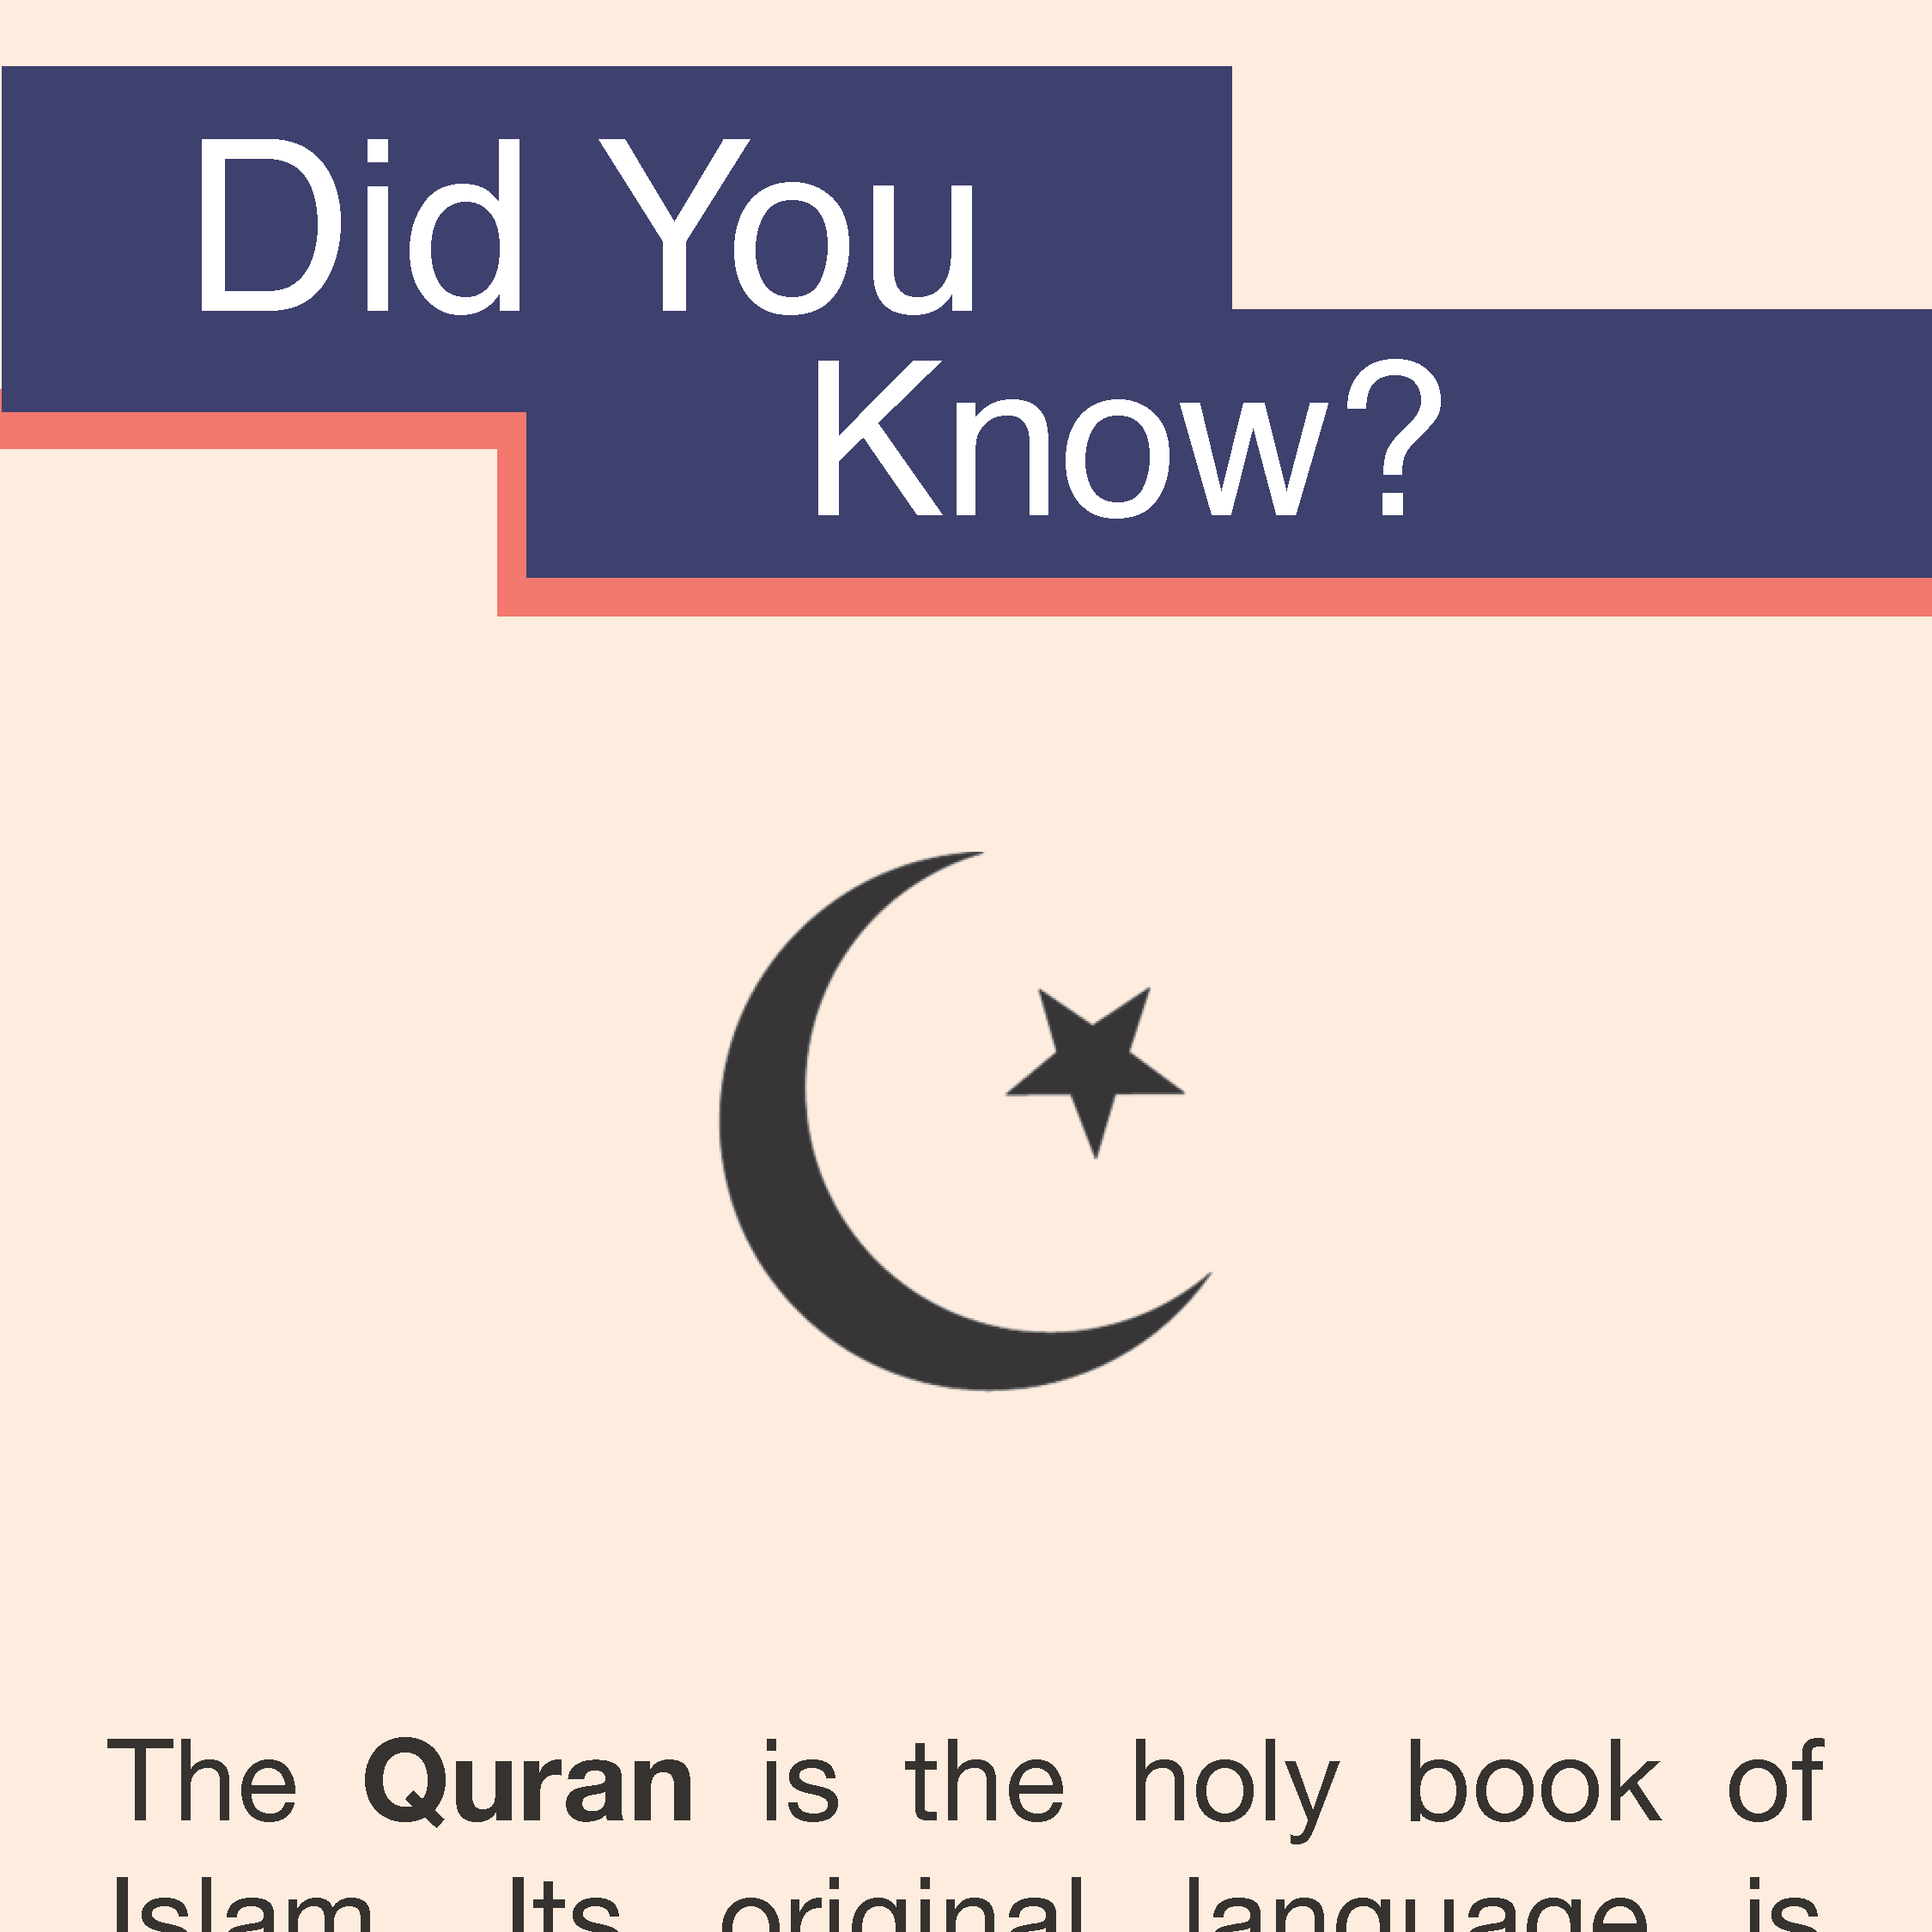 Did You
Know?
The Quran is the holy book of
Islam. Its original language is